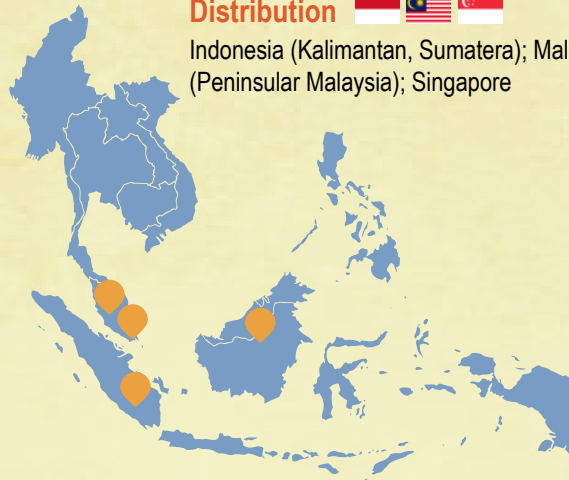 Distribution
Indonesia (Kalimantan, Sumatera); Mal
(Peninsular Malaysia); Singapore